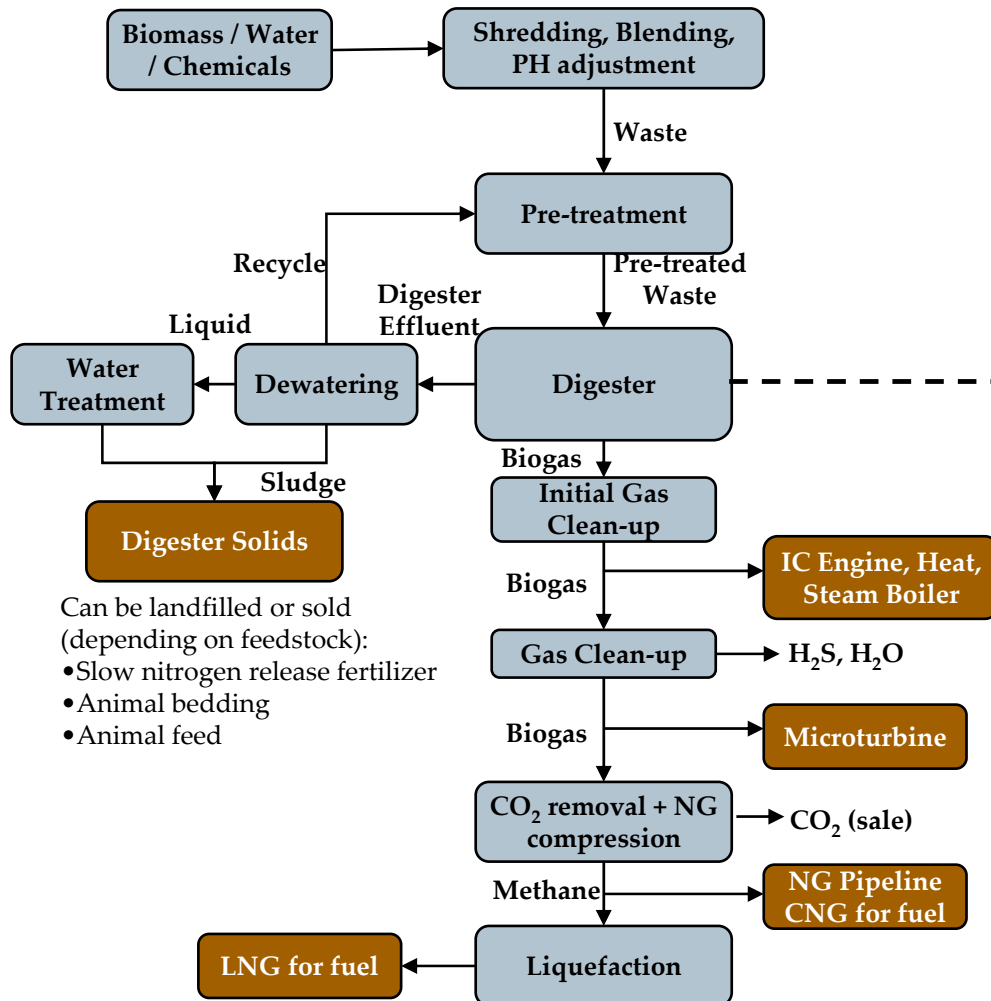 Biomass / Water
/ Chemicals
Shredding, Blending,
PH adjustment
Waste
Pre-treatment
Recycle
Pre-treated
Waste
Digester
Effluent
Liquid
Water
Treatment
Dewatering
Digester
Biogas
Sludge
Initial Gas
Clean-up
Digester Solids
Biogas
IC Engine, Heat,
Steam Boiler
Can be landfilled or sold
(depending on feedstock):
•Slow nitrogen release fertilizer
•Animal bedding
•Animal feed
Gas Clean-up
H₂S, H₂O
Biogas
Microturbine
CO₂ removal + NG
compression
CO₂ (sale)
Methane
NG Pipeline
CNG for fuel
LNG for fuel
Liquefaction